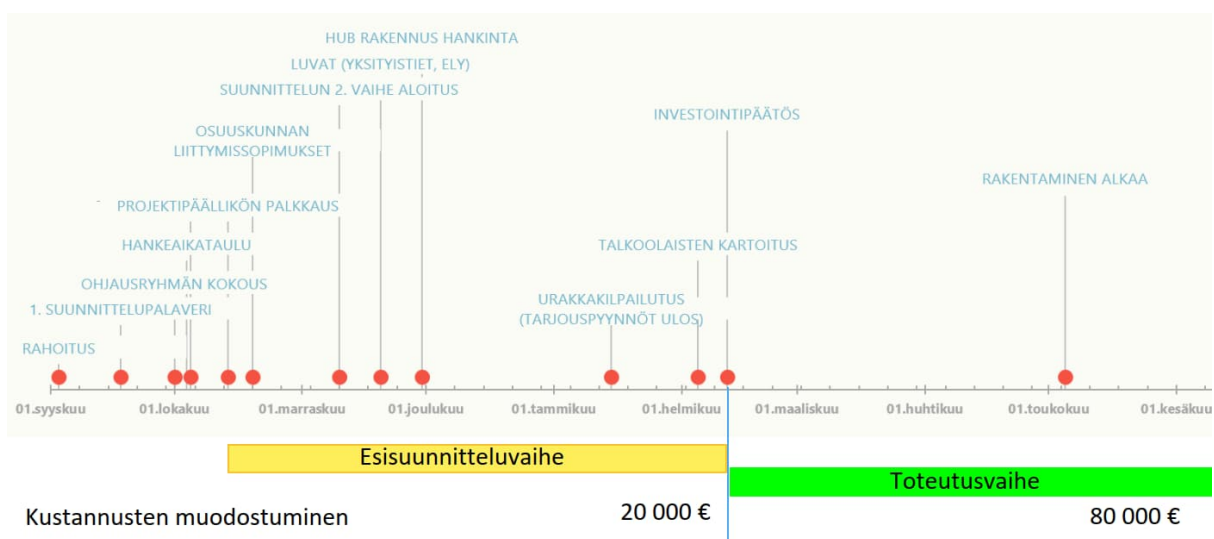 HUB RAKENNUS HANKINTA
LUVAT (YKSITYISTIET, ELY)
SUUNNITTELUN 2. VAIHE ALOITUS
INVESTOINTIPÄÄTÖS
OSUUSKUNNAN
LIITTYMISSOPIMUKSET
RAKENTAMINEN ALKAA
PROJEKTIPÄÄLLIKÖN PALKKAUS
HANKEAIKATAULU
TALKOOLAISTEN KARTOITUS
OHJAUSRYHMÄN KOKOUS
1. SUUNNITTELUPALAVERI
URAKKAKILPAILUTUS
(TARJOUSPYYNNÖT ULOS)
RAHOITUS
01.syyskuu 01.lokakuu 01.marraskuu 01.joulukuu 01.tammikuu 01.helmikuu 01.maaliskuu 01.huhtikuu 01.toukokuu 01.kesäkuu
Esisuunnitteluvaihe
Toteutusvaihe
Kustannusten muodostuminen 20 000 € 80 000 €